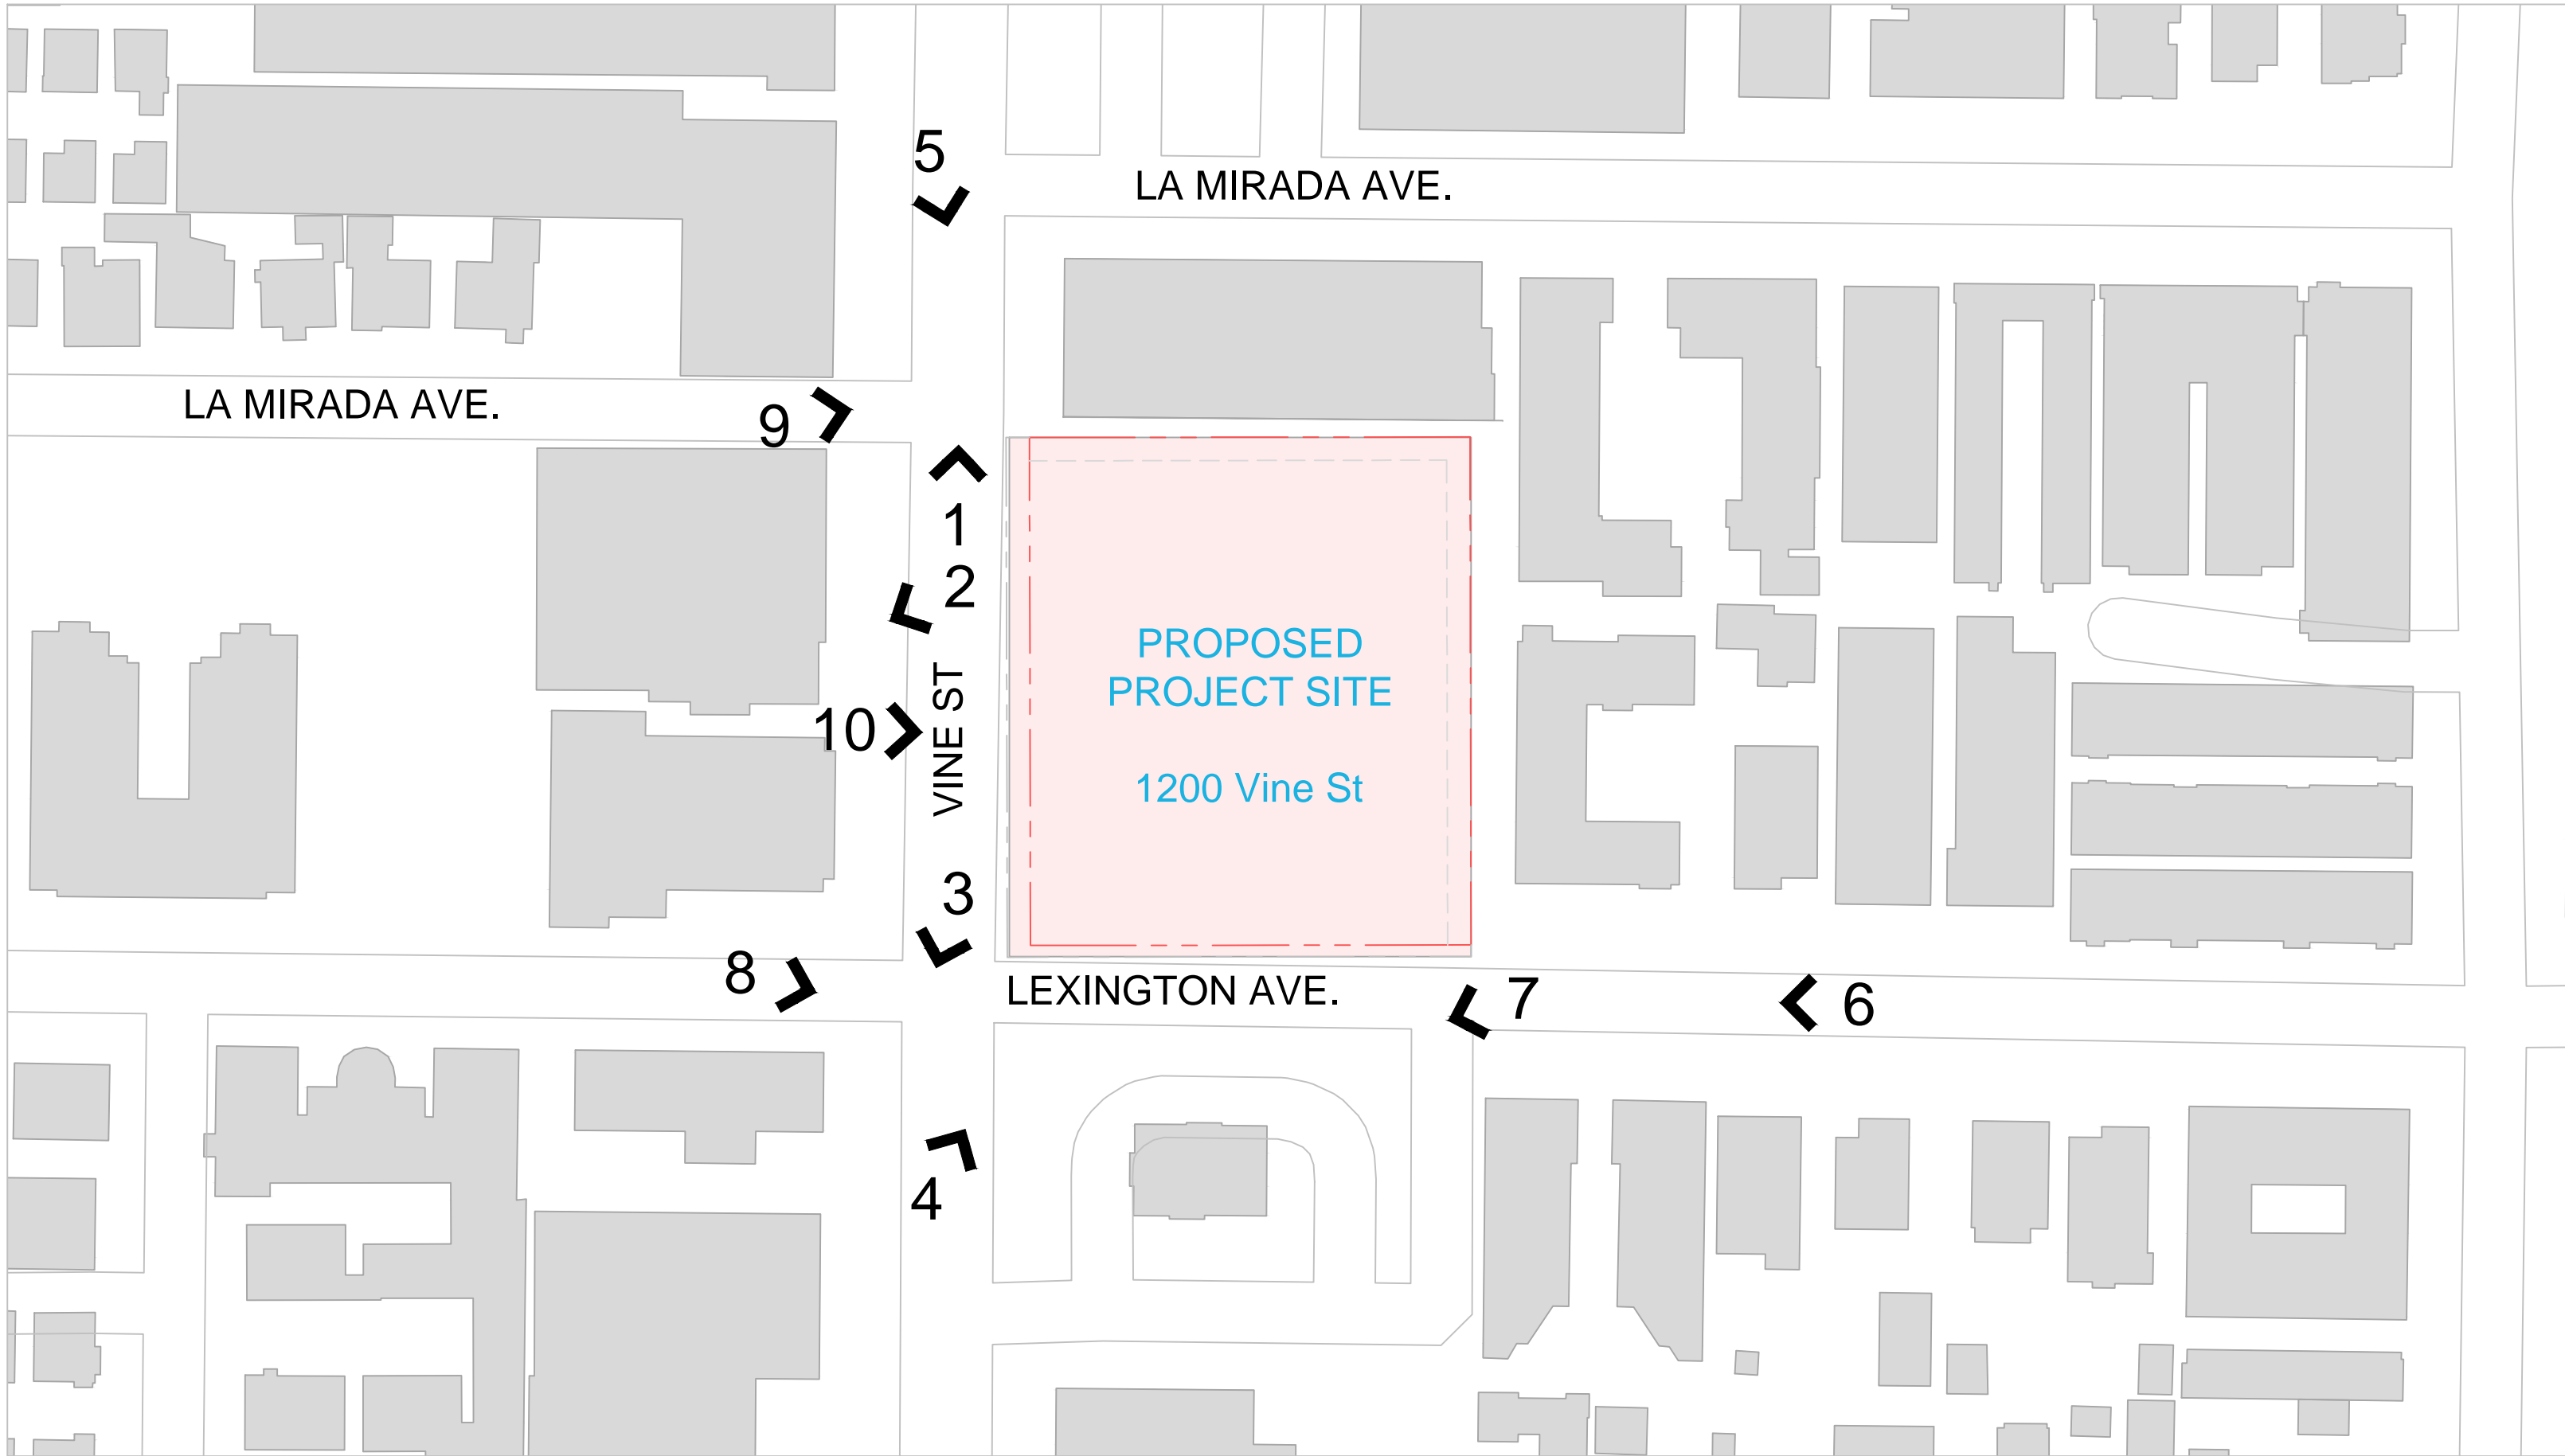 5
LA MIRADA AVE.
LA MIRADA AVE.
9
1
2
PROPOSED
PROJECT SITE
10
VINE ST
1200 Vine St
3
8
LEXINGTON AVE.
7
6
4